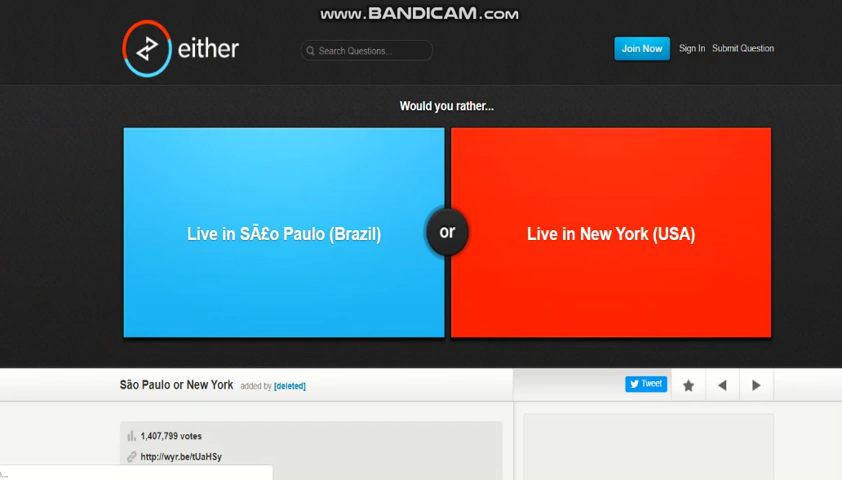 www.BANDICAM.com
either
Search Questions...
Join Now
Sign In
Submit Question
Would you rather...
Live in SÃ£o Paulo (Brazil)
or
Live in New York (USA)
São Paulo or New York added by [deleted]
Tweet
1,407,799 votes
http://wyr.be/tUaHSy